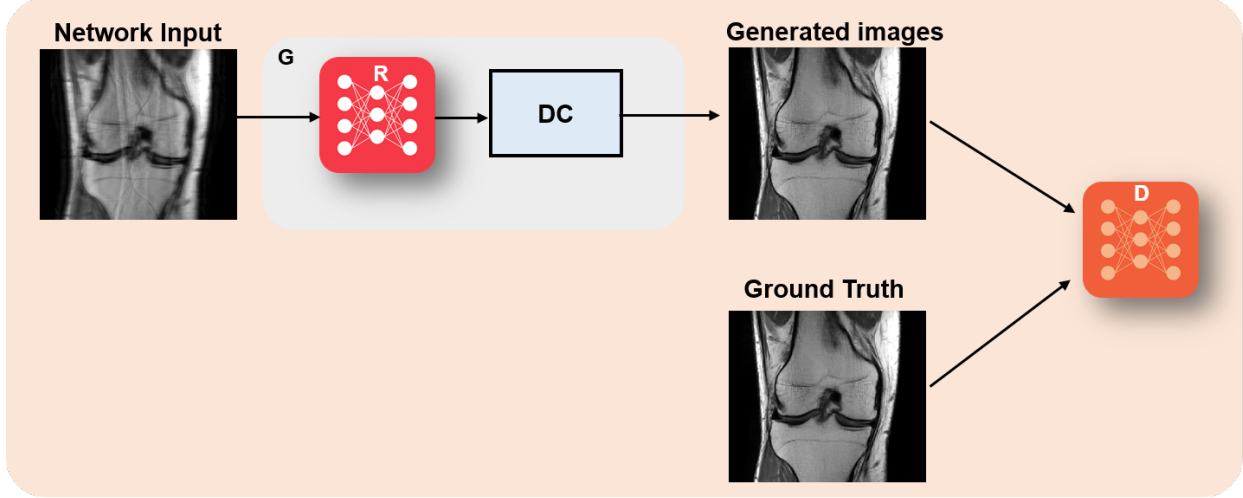 Network Input
Generated images
G
R
DC
D
Ground Truth